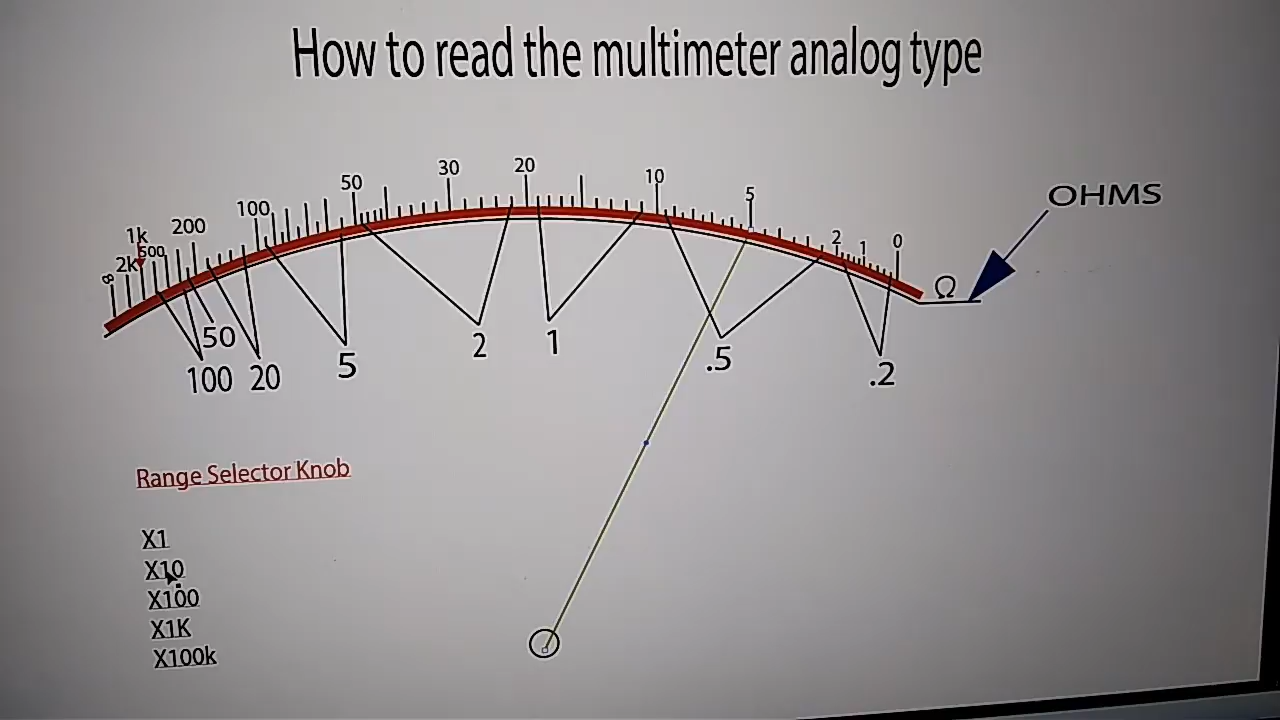 How to read the multimeter analog type
∞ 2k 1k 500 200 100 50 30 20 10 5 2 1 0
OHMS
Ω
100 50 20 5 2 1 .5 .2
Range Selector Knob
X1
X10
X100
X1K
X100k